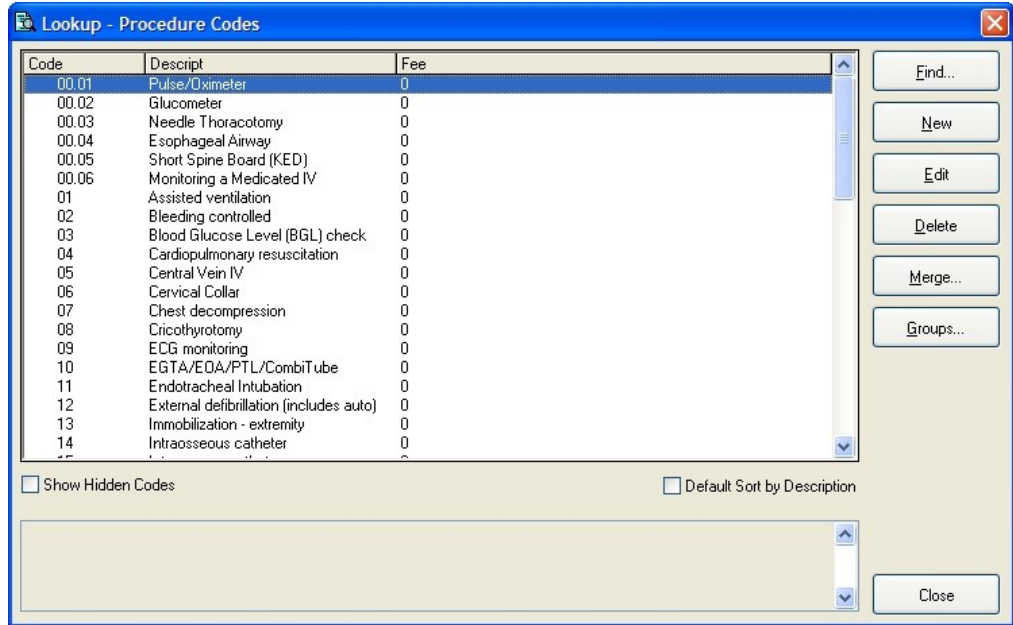 Lookup - Procedure Codes
Code Descript Fee
00.01 Pulse/Oximeter 0
00.02 Glucometer 0
00.03 Needle Thoracotomy 0
00.04 Esophageal Airway 0
00.05 Short Spine Board (KED) 0
00.06 Monitoring a Medicated IV 0
01 Assisted ventilation 0
02 Bleeding controlled 0
03 Blood Glucose Level (BGL) check 0
04 Cardiopulmonary resuscitation 0
05 Central Vein IV 0
06 Cervical Collar 0
07 Chest decompression 0
08 Cricothyrotomy 0
09 ECG monitoring 0
10 EGTA/EOA/PTL/CombiTube 0
11 Endotracheal Intubation 0
12 External defibrillation (includes auto) 0
13 Immobilization - extremity 0
14 Intraosseous catheter 0
Find...
New
Edit
Delete
Merge...
Groups...
Show Hidden Codes
Default Sort by Description
Close